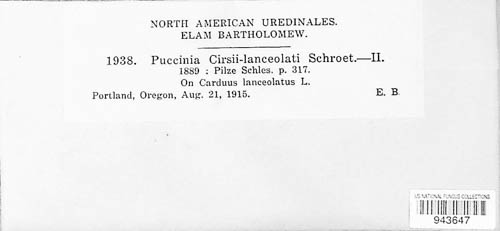 NORTH AMERICAN UREDINALES.
ELAM BARTHOLOMEW.
1938. Puccinia Cirsii-lanceolati Schroet.—II.
1889 : Pilze Schles. p. 317.
On Carduus lanceolatus L.
Portland, Oregon, Aug. 21, 1915. E. B.
US NATIONAL FUNGUS COLLECTIONS
943647